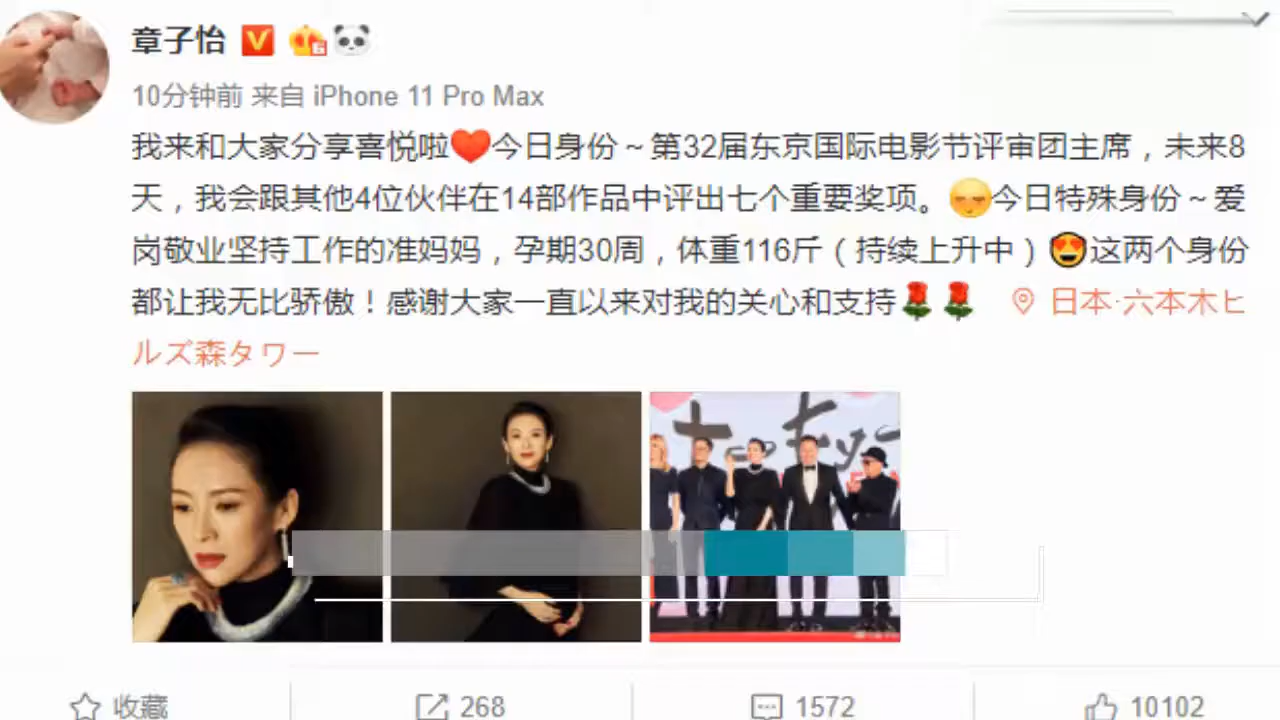 章子怡
10分钟前 来自 iPhone 11 Pro Max
我来和大家分享喜悦啦❤️今日身份~第32届东京国际电影节评审团主席，未来8
天，我会跟其他4位伙伴在14部作品中评出七个重要奖项。😌今日特殊身份~爱
岗敬业坚持工作的准妈妈，孕期30周，体重116斤（持续上升中）😍这两个身份
都让我无比骄傲！感谢大家一直以来对我的关心和支持🌹🌹 日本·六本木ヒ
ルズ森タワー
收藏 268 1572 10102